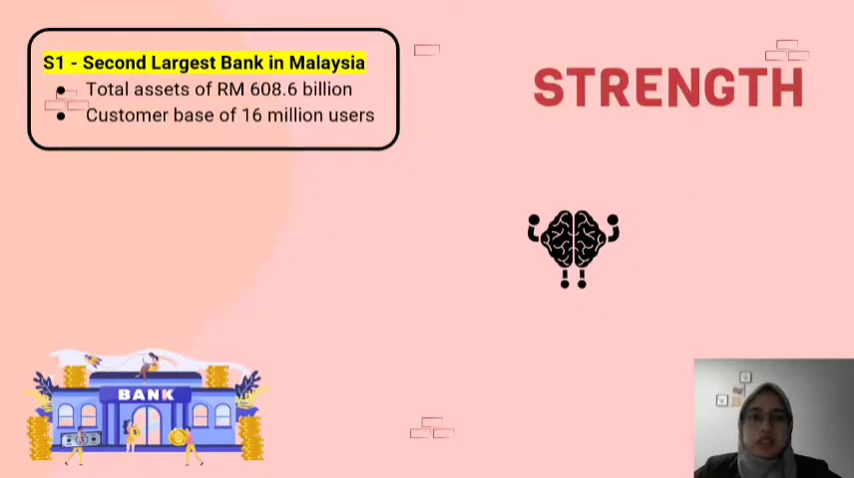 S1 - Second Largest Bank in Malaysia
● Total assets of RM 608.6 billion
● Customer base of 16 million users
STRENGTH
BANK